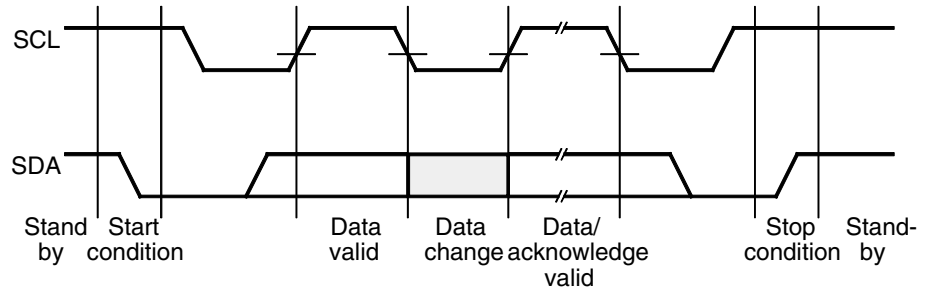 SCL
SDA
Stand
by
Start
condition
Data
valid
Data
change
Data/
acknowledge
valid
Stop
condition
Stand-
by